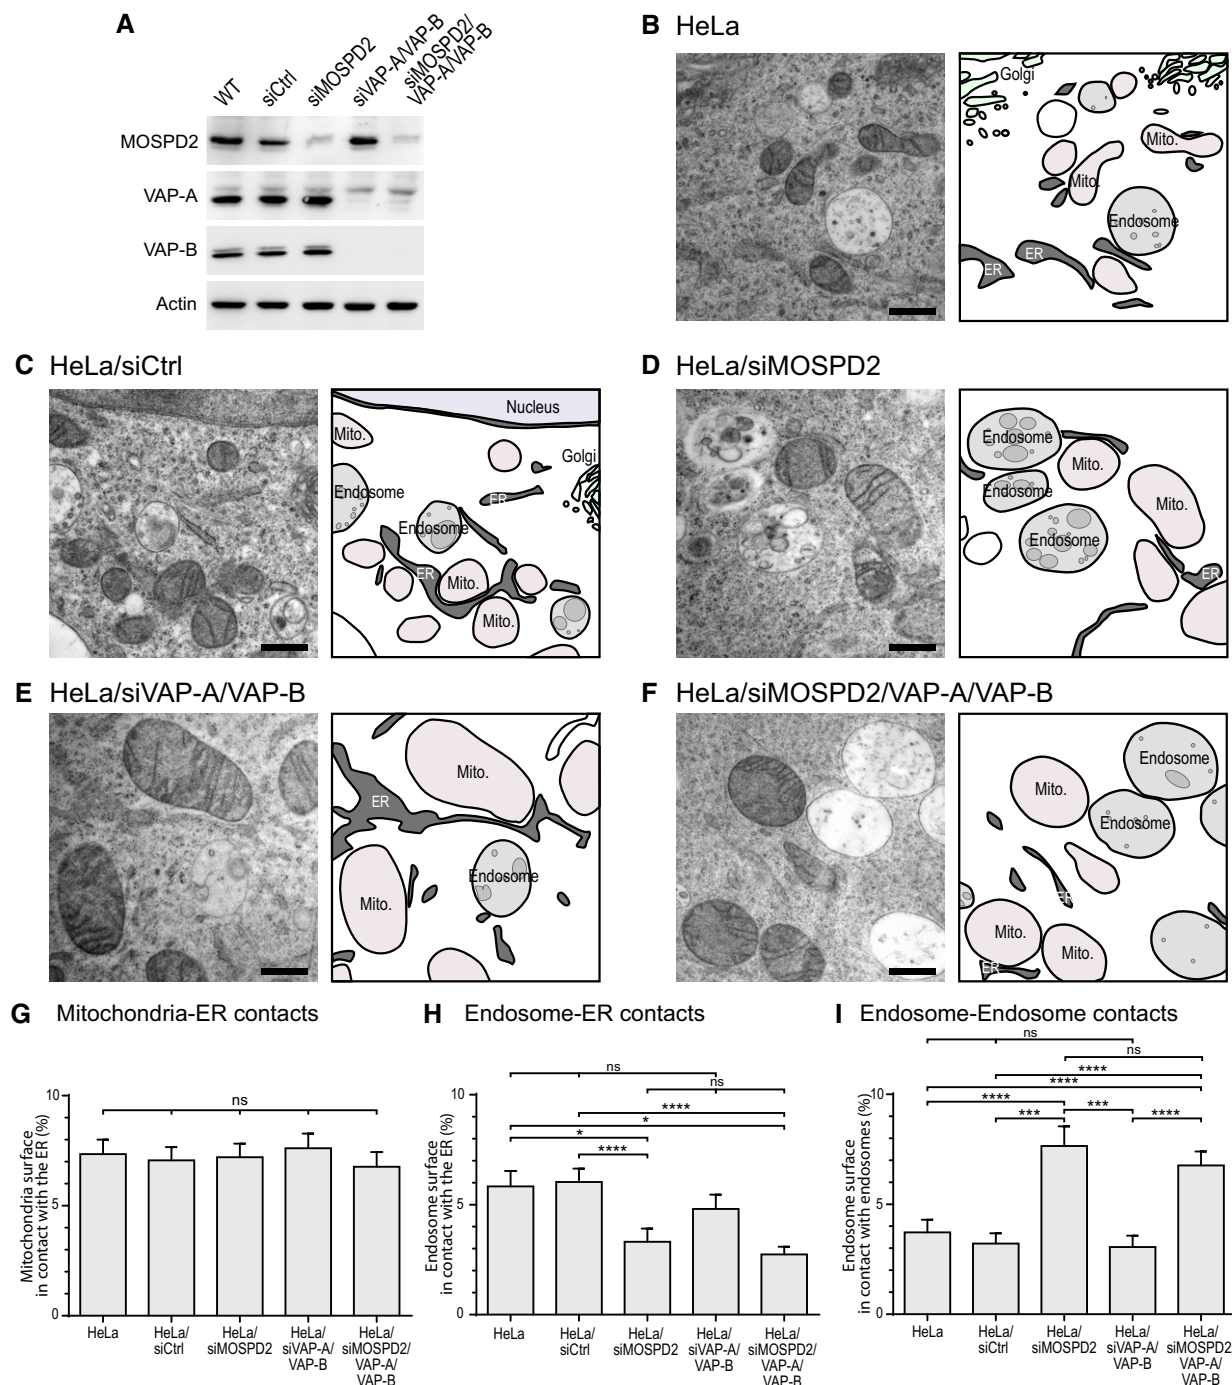 A
WT
siCtrl
siMOSPD2
siVAP-A/VAP-B
siMOSPD2/
VAP-A/VAP-B
MOSPD2
VAP-A
VAP-B
Actin
B HeLa
Golgi
Mito.
Mito.
Endosome
ER
ER
C HeLa/siCtrl
Nucleus
Mito.
Golgi
Endosome
ER
Endosome
ER
Mito.
Mito.
D HeLa/siMOSPD2
Endosome
Mito.
Endosome
Mito.
Endosome
ER
E HeLa/siVAP-A/VAP-B
Mito.
ER
Endosome
Mito.
F HeLa/siMOSPD2/VAP-A/VAP-B
Endosome
Mito.
Endosome
ER
Mito.
Mito.
ER
G Mitochondria-ER contacts
Mitochondria surface
in contact with the ER (%)
10
5
0
ns
HeLa
HeLa/
siCtrl
HeLa/
siMOSPD2
HeLa/
siVAP-A/
VAP-B
HeLa/
siMOSPD2/
VAP-A/
VAP-B
H Endosome-ER contacts
Endosome surface
in contact with the ER (%)
10
5
0
ns
ns
****
*
*
****
HeLa
HeLa/
siCtrl
HeLa/
siMOSPD2
HeLa/
siVAP-A/
VAP-B
HeLa/
siMOSPD2/
VAP-A/
VAP-B
I Endosome-Endosome contacts
Endosome surface
in contact with endosomes (%)
10
5
0
ns
ns
****
****
****
***
***
****
HeLa
HeLa/
siCtrl
HeLa/
siMOSPD2
HeLa/
siVAP-A/
VAP-B
HeLa/
siMOSPD2/
VAP-A/
VAP-B